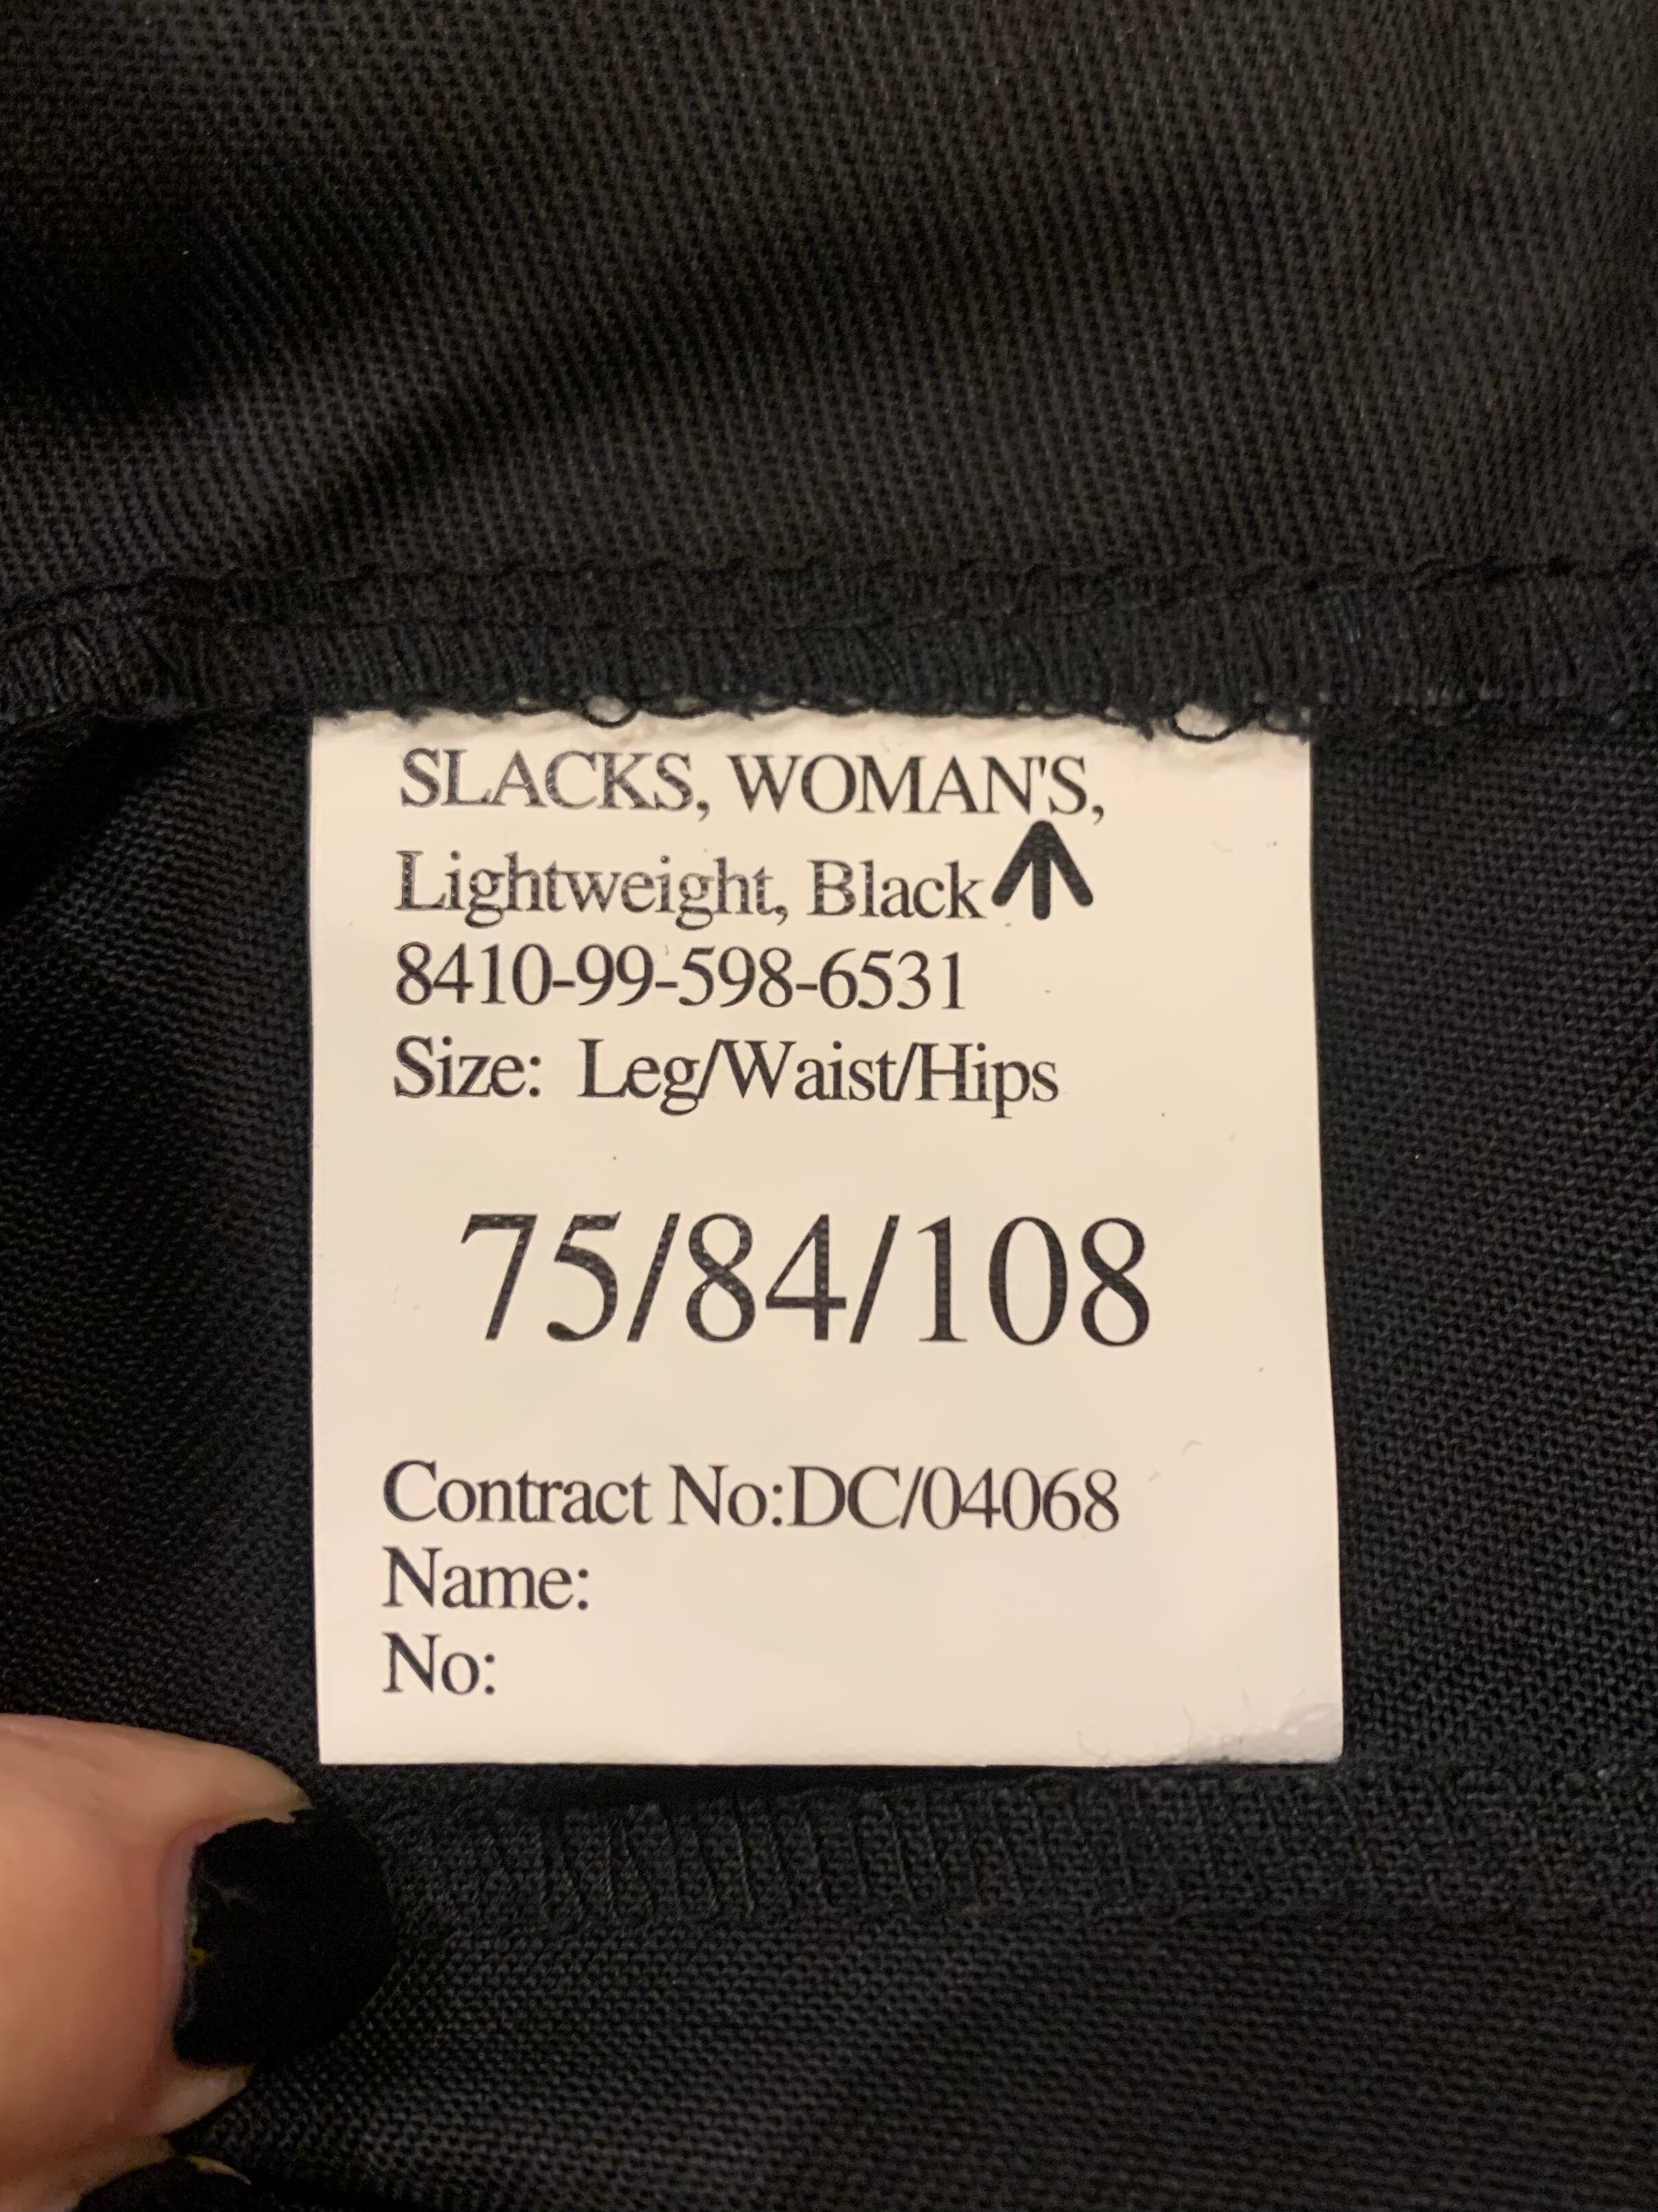 SLACKS, WOMAN'S,
Lightweight, Black
8410-99-598-6531
Size: Leg/Waist/Hips
75/84/108
Contract No:DC/04068
Name:
No: